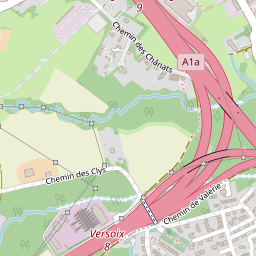 9
Chemin des Chânats
A1a
Chemin des Clys
Chemin de Valérie
Versoix
8